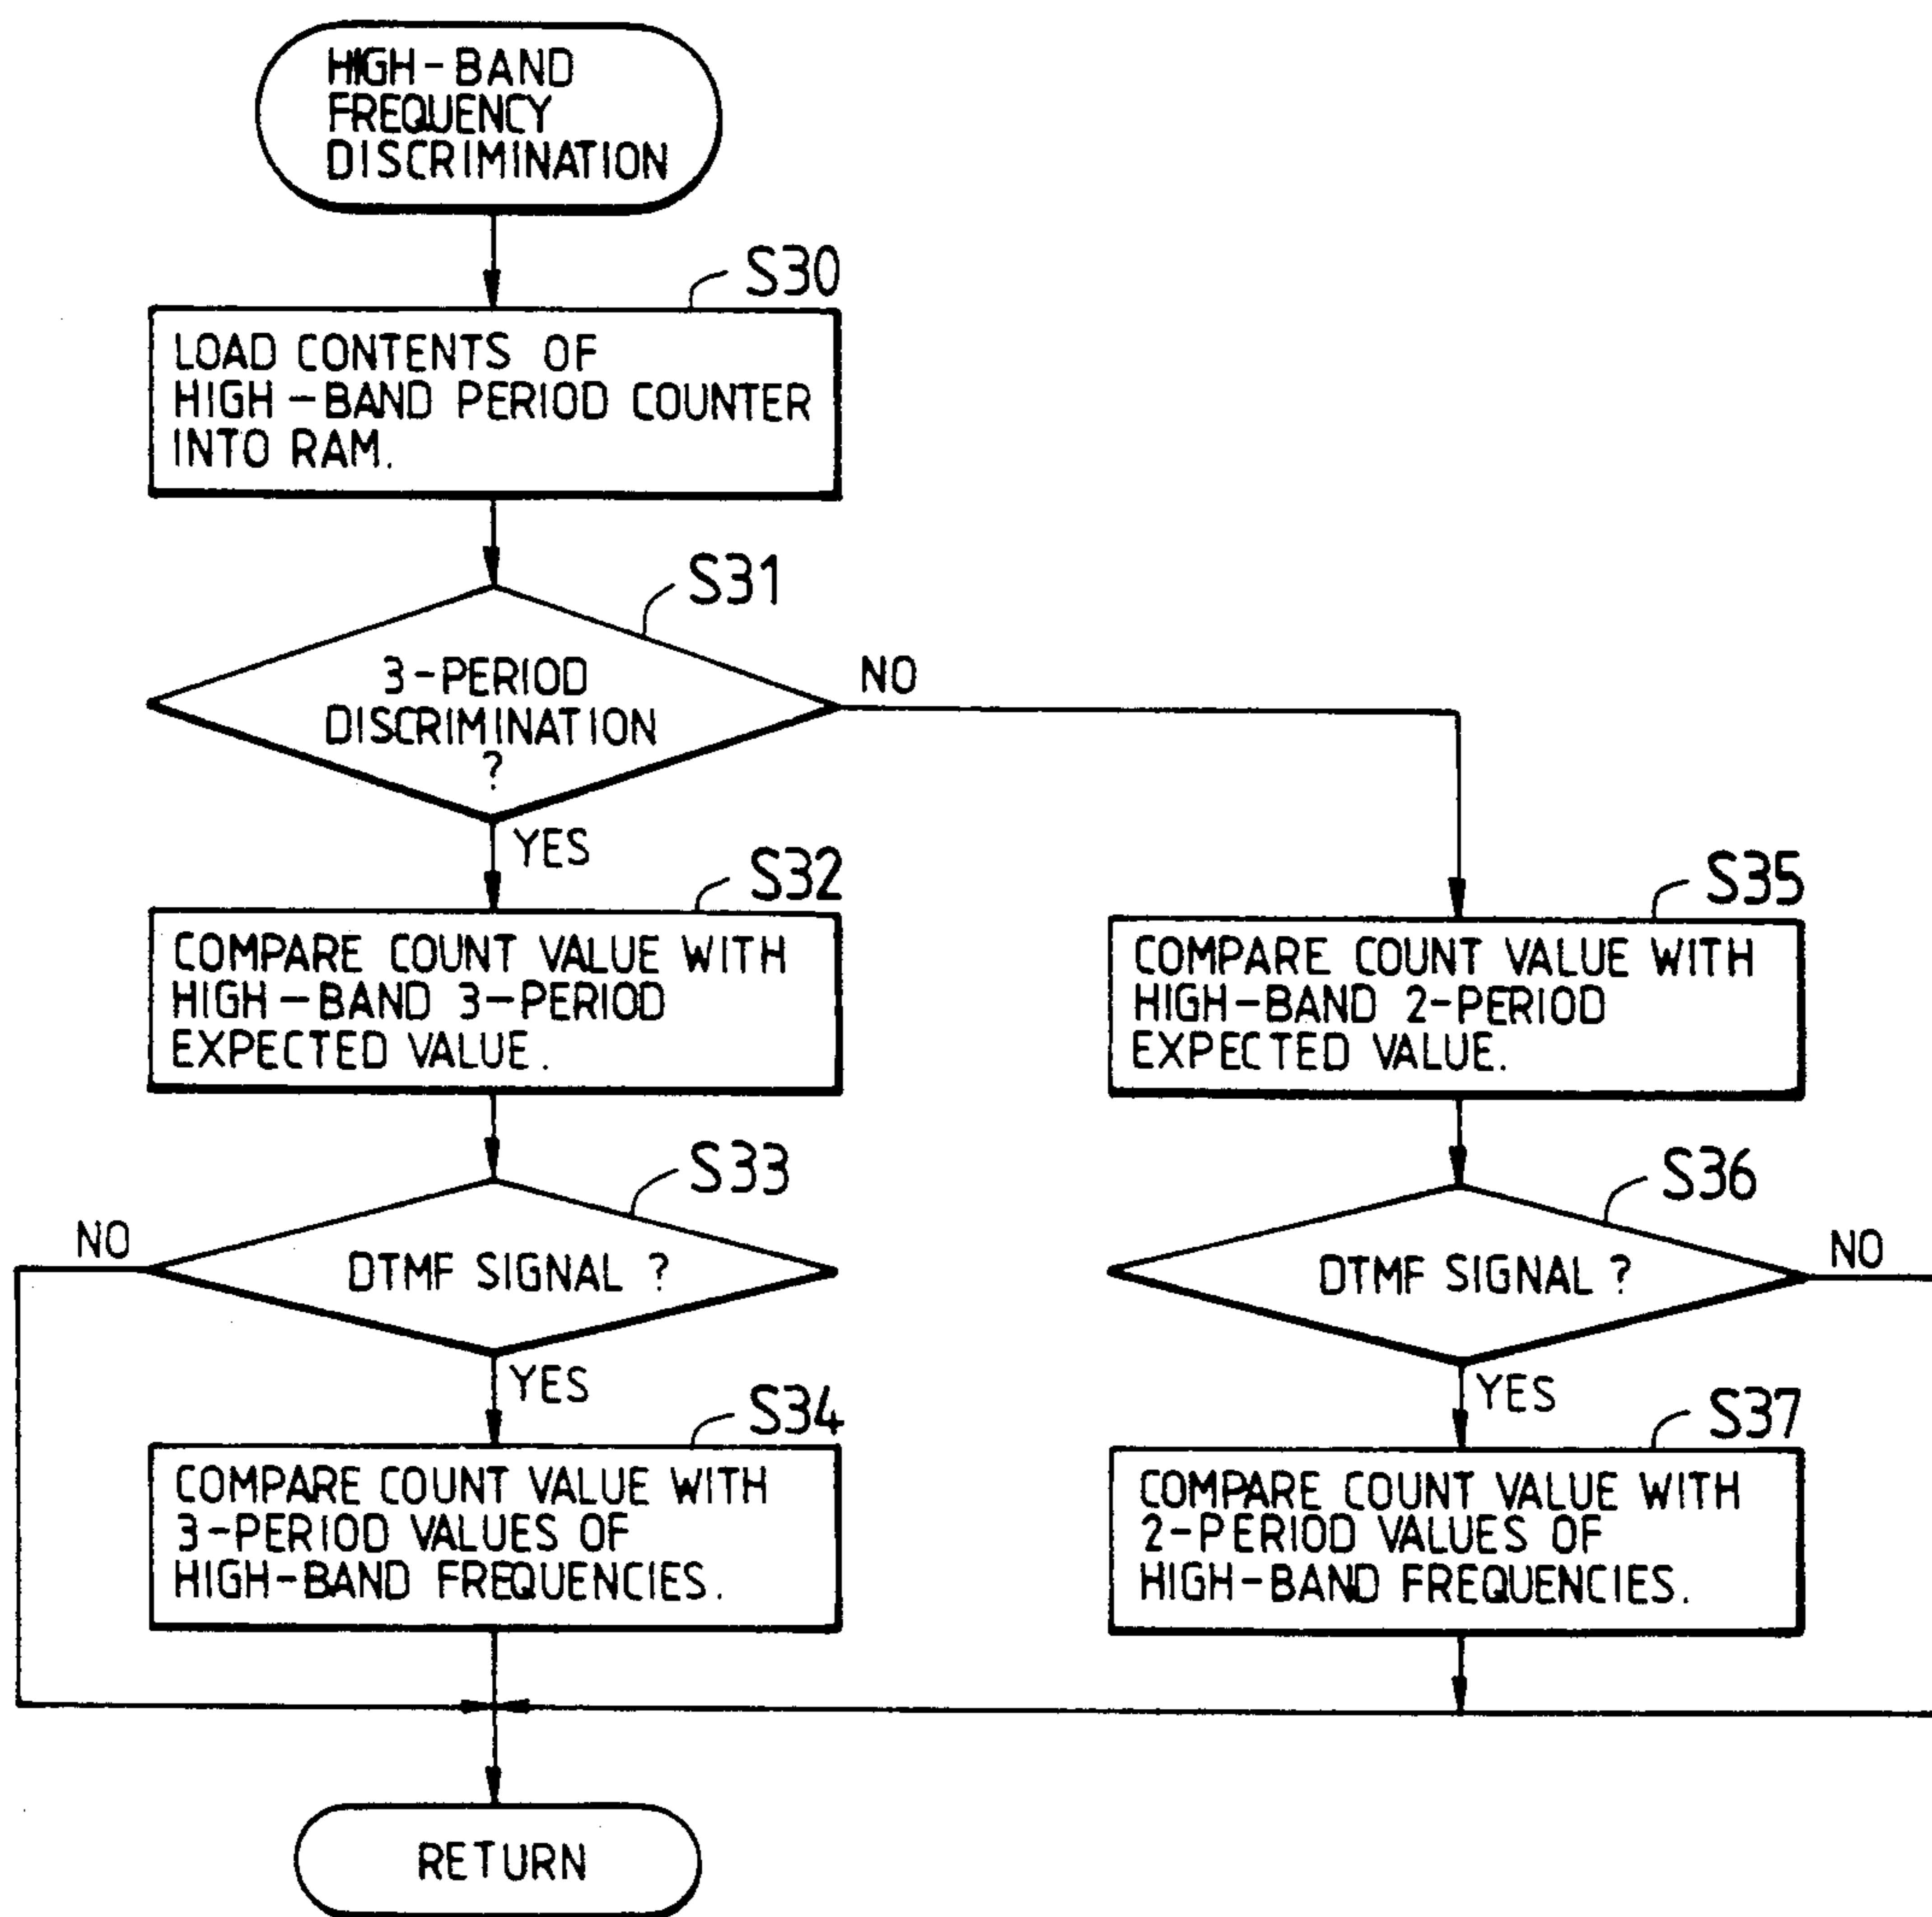 HIGH-BAND
FREQUENCY
DISCRIMINATION
S30
LOAD CONTENTS OF
HIGH-BAND PERIOD COUNTER
INTO RAM.
S31
3-PERIOD
DISCRIMINATION
?
NO
YES
S32
COMPARE COUNT VALUE WITH
HIGH-BAND 3-PERIOD
EXPECTED VALUE.
S35
COMPARE COUNT VALUE WITH
HIGH-BAND 2-PERIOD
EXPECTED VALUE.
S33
NO
DTMF SIGNAL ?
YES
S36
DTMF SIGNAL ?
NO
YES
S34
COMPARE COUNT VALUE WITH
3-PERIOD VALUES OF
HIGH-BAND FREQUENCIES.
S37
COMPARE COUNT VALUE WITH
2-PERIOD VALUES OF
HIGH-BAND FREQUENCIES.
RETURN